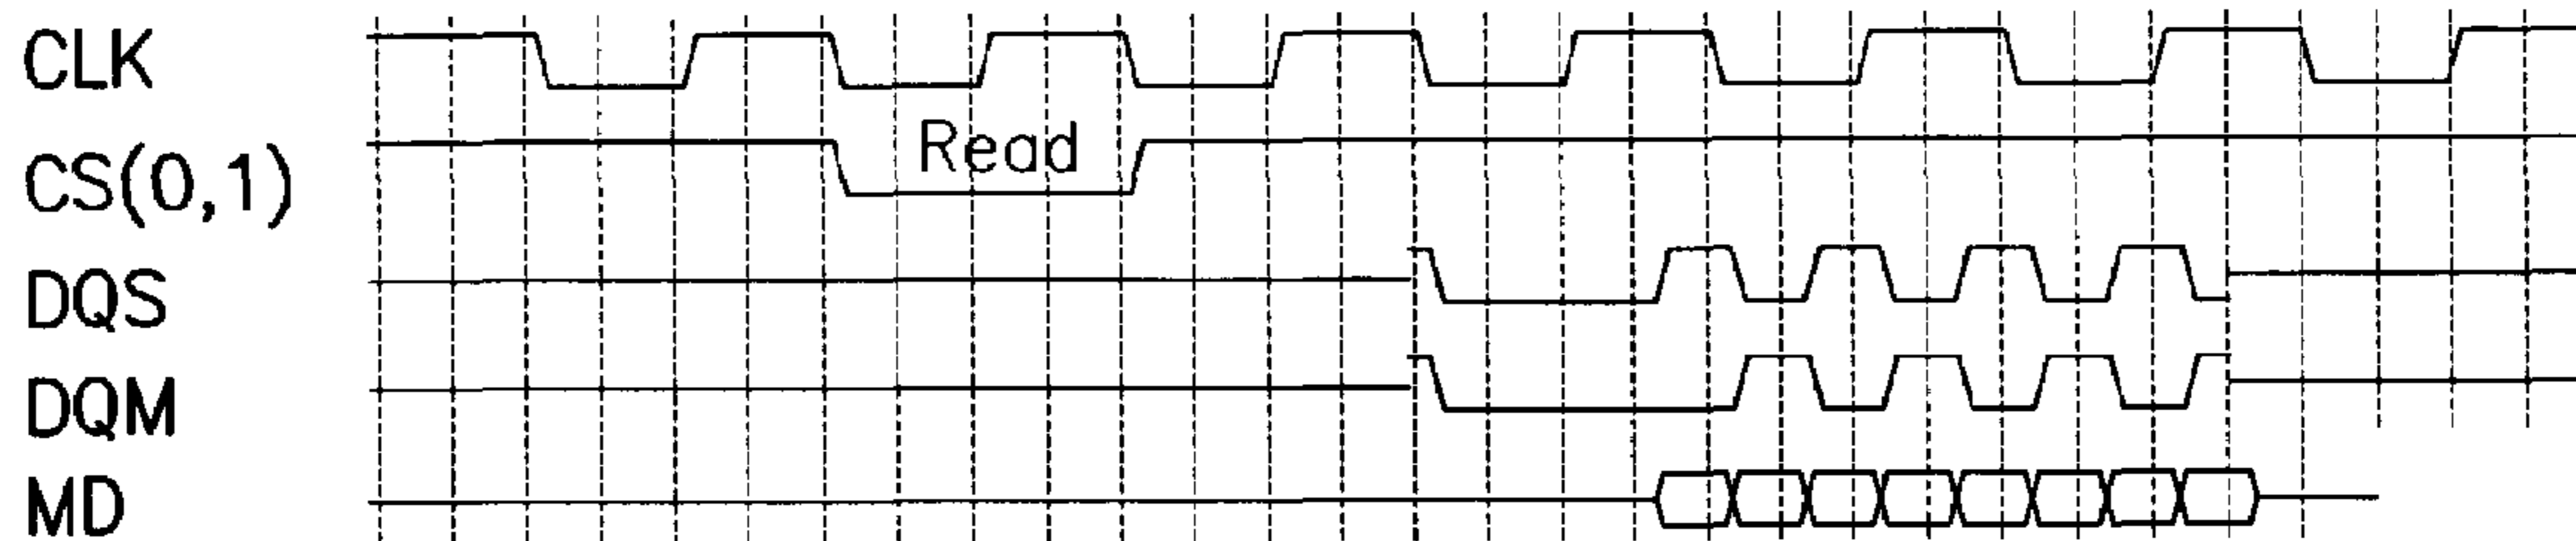 CLK
CS(0,1)
Read
DQS
DQM
MD